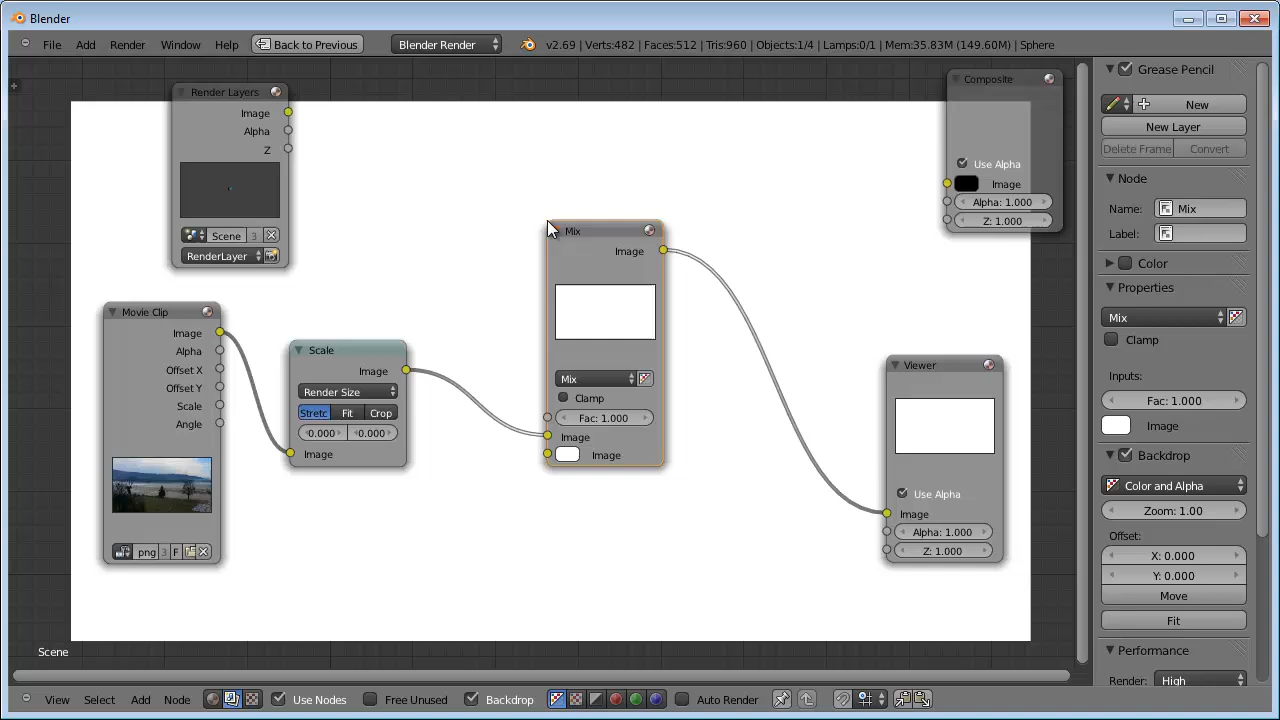 Blender
File Add Render Window Help Back to Previous Blender Render v2.69 | Verts:482 | Faces:512 | Tris:960 | Objects:1/4 | Lamps:0/1 | Mem:35.83M (149.60M) | Sphere
Render Layers
Image
Alpha
Z
Scene 3
RenderLayer
Movie Clip
Image
Alpha
Offset X
Offset Y
Scale
Angle
png 3 F
Scale
Image
Render Size
Stretc Fit Crop
0.000 0.000
Image
Mix
Image
Mix
Clamp
Fac: 1.000
Image
Image
Composite
Use Alpha
Image
Alpha: 1.000
Z: 1.000
Viewer
Use Alpha
Image
Alpha: 1.000
Z: 1.000
Scene
Grease Pencil
New
New Layer
Delete Frame Convert
Node
Name: Mix
Label:
Color
Properties
Mix
Clamp
Inputs:
Fac: 1.000
Image
Backdrop
Color and Alpha
Zoom: 1.00
Offset:
X: 0.000
Y: 0.000
Move
Fit
Performance
Render: High
View Select Add Node Use Nodes Free Unused Backdrop Auto Render